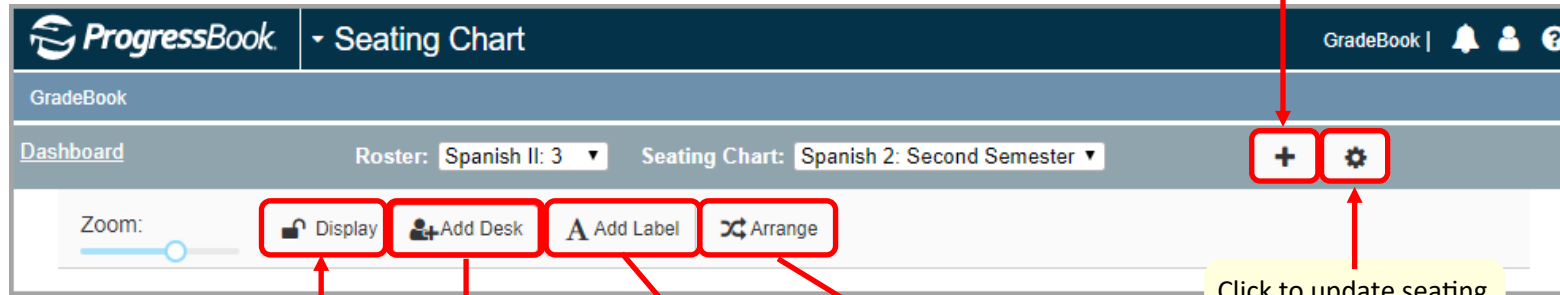 ProgressBook. Seating Chart GradeBook |
GradeBook
Dashboard Roster: Spanish II: 3 Seating Chart: Spanish 2: Second Semester
Zoom: Display Add Desk A Add Label Arrange
Click to update seating